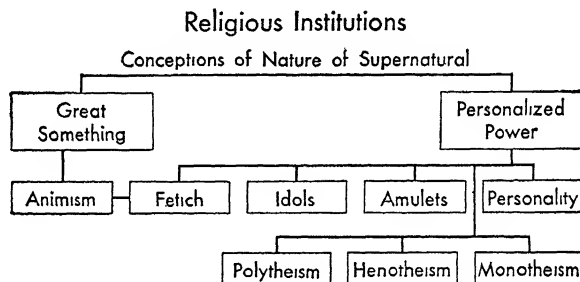 Religious Institutions
Conceptions of Nature of Supernatural
Great
Something
Personalized
Power
Animism
Fetich
Idols
Amulets
Personality
Polytheism
Henotheism
Monotheism